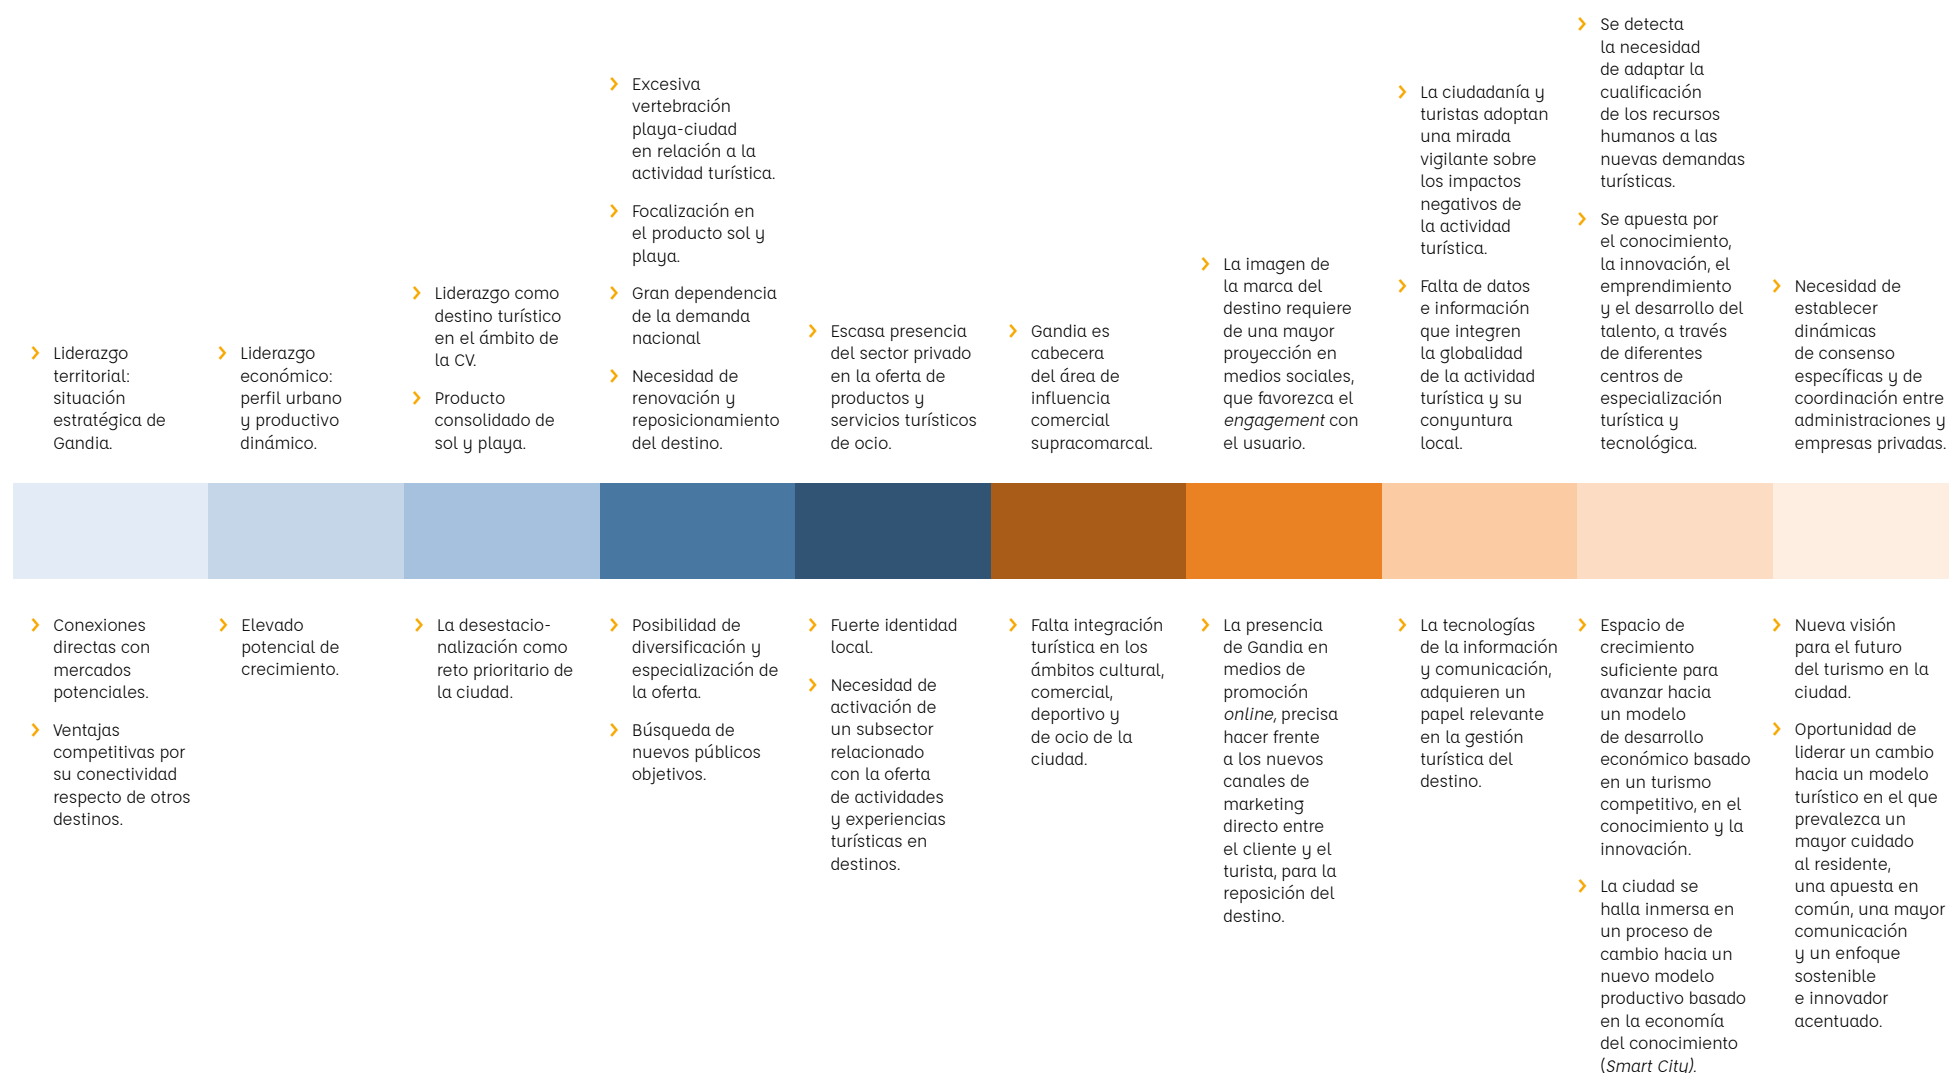 Liderazgo
territorial:
situación
estratégica de
Gandia.
Liderazgo
económico:
perfil urbano
y productivo
dinámico.
Liderazgo como
destino turístico
en el ámbito de
la CV.
Producto
consolidado de
sol y playa.
Excesiva
vertebración
playa-ciudad
en relación a la
actividad turística.
Focalización en
el producto sol y
playa.
Gran dependencia
de la demanda
nacional
Necesidad de
renovación y
reposicionamiento
del destino.
Escasa presencia
del sector privado
en la oferta de
productos y
servicios turísticos
de ocio.
Gandia es
cabecera
del área de
influencia
comercial
supracomarcal.
La imagen de
la marca del
destino requiere
de una mayor
proyección en
medios sociales,
que favorezca el
engagement con
el usuario.
La ciudadanía y
turistas adoptan
una mirada
vigilante sobre
los impactos
negativos de
la actividad
turística.
Falta de datos
e información
que integren
la globalidad
de la actividad
turística y su
conyuntura
local.
Se detecta
la necesidad
de adaptar la
cualificación
de los recursos
humanos a las
nuevas demandas
turísticas.
Se apuesta por
el conocimiento,
la innovación, el
emprendimiento
y el desarrollo del
talento, a través
de diferentes
centros de
especialización
turística y
tecnológica.
Necesidad de
establecer
dinámicas
de consenso
específicas y de
coordinación entre
administraciones y
empresas privadas.
Conexiones
directas con
mercados
potenciales.
Ventajas
competitivas por
su conectividad
respecto de otros
destinos.
Elevado
potencial de
crecimiento.
La desestacio-
nalización como
reto prioritario de
la ciudad.
Posibilidad de
diversificación y
especialización de
la oferta.
Búsqueda de
nuevos públicos
objetivos.
Fuerte identidad
local.
Necesidad de
activación de
un subsector
relacionado
con la oferta
de actividades
y experiencias
turísticas en
destinos.
Falta integración
turística en los
ámbitos cultural,
comercial,
deportivo y
de ocio de la
ciudad.
La presencia
de Gandia en
medios de
promoción
online, precisa
hacer frente
a los nuevos
canales de
marketing
directo entre
el cliente y el
turista, para la
reposición del
destino.
La tecnologías
de la información
y comunicación,
adquieren un
papel relevante
en la gestión
turística del
destino.
Espacio de
crecimiento
suficiente para
avanzar hacia
un modelo
de desarrollo
económico basado
en un turismo
competitivo, en el
conocimiento y la
innovación.
La ciudad se
halla inmersa en
un proceso de
cambio hacia un
nuevo modelo
productivo basado
en la economía
del conocimiento
(Smart City).
Nueva visión
para el futuro
del turismo en la
ciudad.
Oportunidad de
liderar un cambio
hacia un modelo
turístico en el que
prevalezca un
mayor cuidado
al residente,
una apuesta en
común, una mayor
comunicación
y un enfoque
sostenible
e innovador
acentuado.